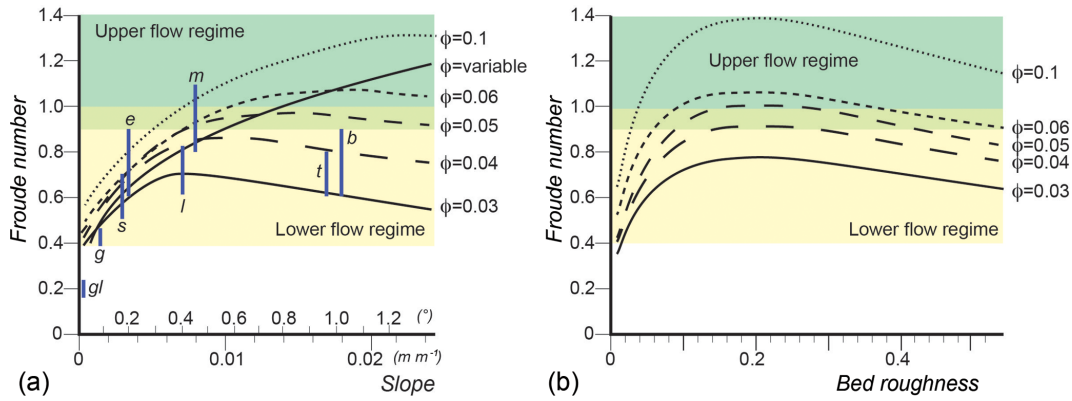 1.4
1.2
1.0
0.8
0.6
0.4
0.2
0
Froude number
Upper flow regime
Lower flow regime
m
e
s
g
gl
l
t
b
ϕ=0.1
ϕ=variable
ϕ=0.06
ϕ=0.05
ϕ=0.04
ϕ=0.03
0.2 0.4 0.6 0.8 1.0 1.2 (°)
0 0.01 0.02 (m m⁻¹)
(a) Slope
1.4
1.2
1.0
0.8
0.6
0.4
0.2
0
Froude number
Upper flow regime
Lower flow regime
ϕ=0.1
ϕ=0.06
ϕ=0.05
ϕ=0.04
ϕ=0.03
0 0.2 0.4
(b) Bed roughness